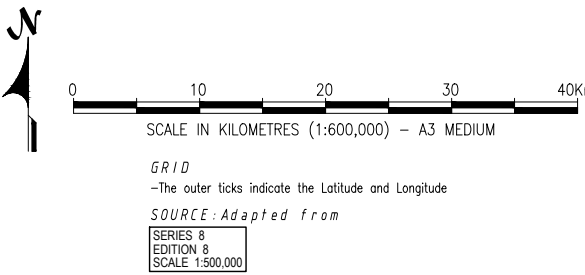 N
0 10 20 30 40K
SCALE IN KILOMETRES (1:600,000) – A3 MEDIUM
GRID
–The outer ticks indicate the Latitude and Longitude
SOURCE: Adapted from
SERIES 8
EDITION 8
SCALE 1:500,000